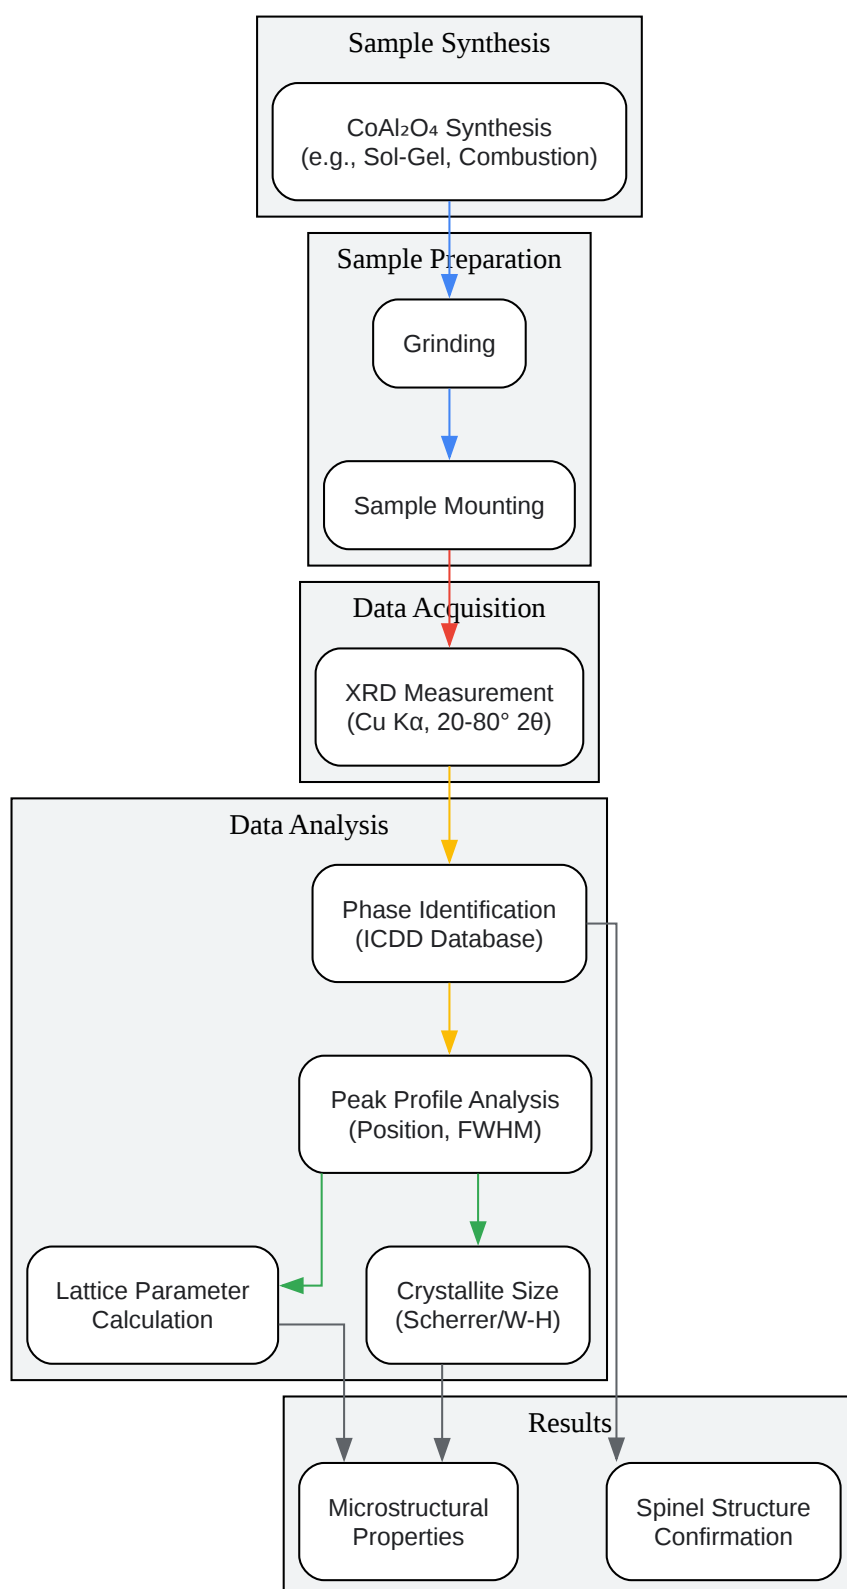 Sample Synthesis
CoAl₂O₄ Synthesis
(e.g., Sol-Gel, Combustion)
Sample Preparation
Grinding
Sample Mounting
Data Acquisition
XRD Measurement
(Cu Kα, 20-80° 2θ)
Data Analysis
Phase Identification
(ICDD Database)
Peak Profile Analysis
(Position, FWHM)
Lattice Parameter
Calculation
Crystallite Size
(Scherrer/W-H)
Results
Microstructural
Properties
Spinel Structure
Confirmation